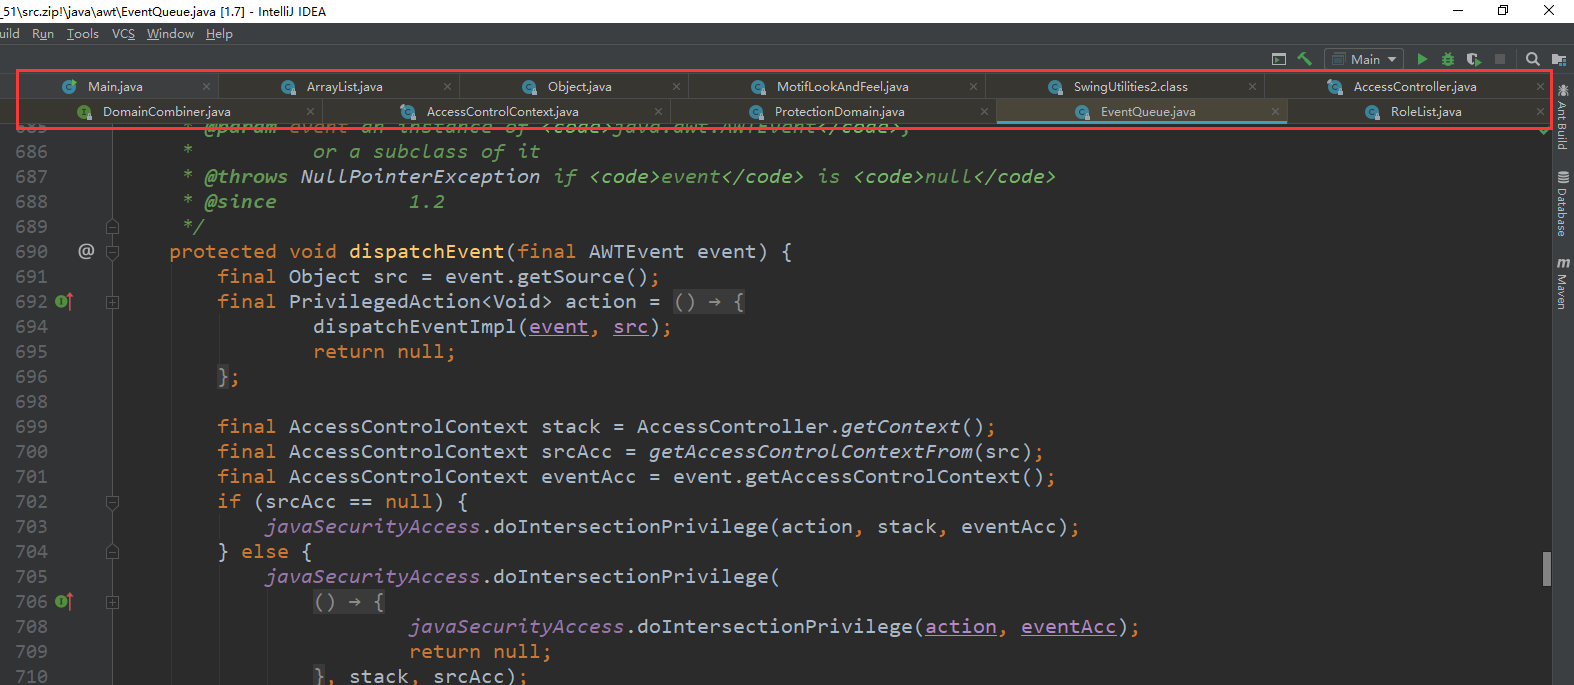 _51\src.zip!\java\awt\EventQueue.java [1.7] - IntelliJ IDEA
uild Run Tools VCS Window Help
Main
Main.java ArrayList.java Object.java MotifLookAndFeel.java SwingUtilities2.class AccessController.java
DomainCombiner.java AccessControlContext.java ProtectionDomain.java EventQueue.java RoleList.java
Ant Build
Database
m Maven
685 * @param event an instance of <code>java.awt.AWTEvent</code>,
686 * or a subclass of it
687 * @throws NullPointerException if <code>event</code> is <code>null</code>
688 * @since 1.2
689 */
690 @ protected void dispatchEvent(final AWTEvent event) {
691 final Object src = event.getSource();
692 final PrivilegedAction<Void> action = () → {
694 dispatchEventImpl(event, src);
695 return null;
696 };
698
699 final AccessControlContext stack = AccessController.getContext();
700 final AccessControlContext srcAcc = getAccessControlContextFrom(src);
701 final AccessControlContext eventAcc = event.getAccessControlContext();
702 if (srcAcc == null) {
703 javaSecurityAccess.doIntersectionPrivilege(action, stack, eventAcc);
704 } else {
705 javaSecurityAccess.doIntersectionPrivilege(
706 () → {
708 javaSecurityAccess.doIntersectionPrivilege(action, eventAcc);
709 return null;
710 }, stack, srcAcc);